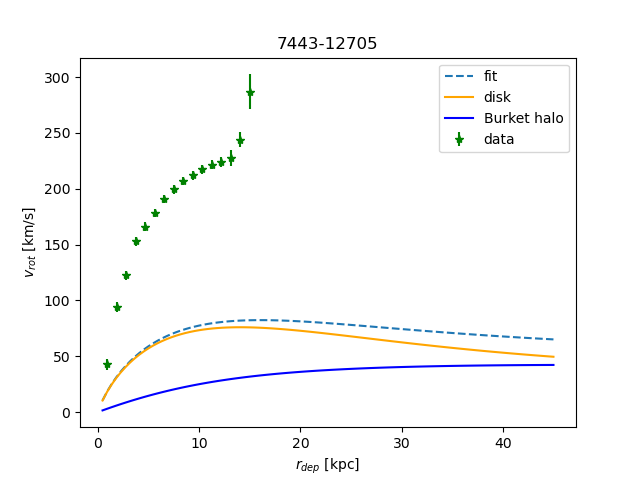 7443-12705
300
250
200
150
100
50
0
v_rot [km/s]
fit
disk
Burket halo
data
0 10 20 30 40
r_dep [kpc]